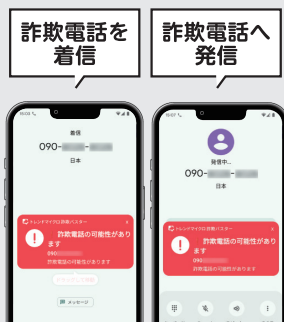 詐欺電話を
着信
詐欺電話へ
発信
着信
090-
日本
トレンドマイクロ 詐欺バスター x
詐欺電話の可能性があり
ます
090
詐欺電話の可能性があります
メッセージ
発信中...
090-
日本
トレンドマイクロ 詐欺バスター x
詐欺電話の可能性があり
ます
090
詐欺電話の可能性があります